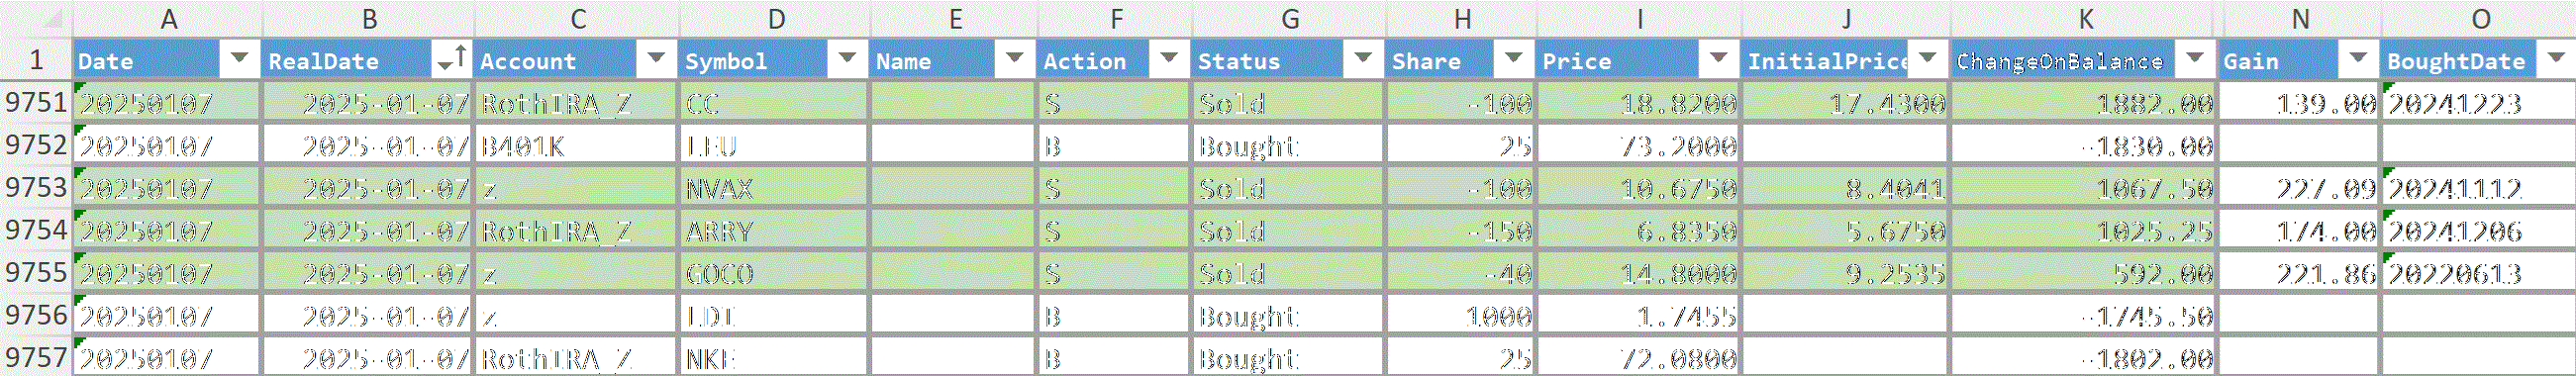 A B C D E F G H I J K N O
1 Date RealDate Account Symbol Name Action Status Share Price InitialPrice ChangeOnBalance Gain BoughtDate
9751 20250107 2025-01-07 RothIRA_Z CC S Sold -100 18.8200 17.4300 1882.00 139.00 20241223
9752 20250107 2025-01-07 B401K LEU B Bought 25 73.2000 -1830.00
9753 20250107 2025-01-07 z NVAX S Sold -100 10.6750 8.4041 1067.50 227.09 20241112
9754 20250107 2025-01-07 RothIRA_Z ARRY S Sold -150 6.8350 5.6750 1025.25 174.00 20241206
9755 20250107 2025-01-07 z GOCO S Sold -40 14.8000 9.2535 592.00 221.86 20220613
9756 20250107 2025-01-07 z LDI B Bought 1000 1.7455 -1745.50
9757 20250107 2025-01-07 RothIRA_Z NKE B Bought 25 72.0800 -1802.00